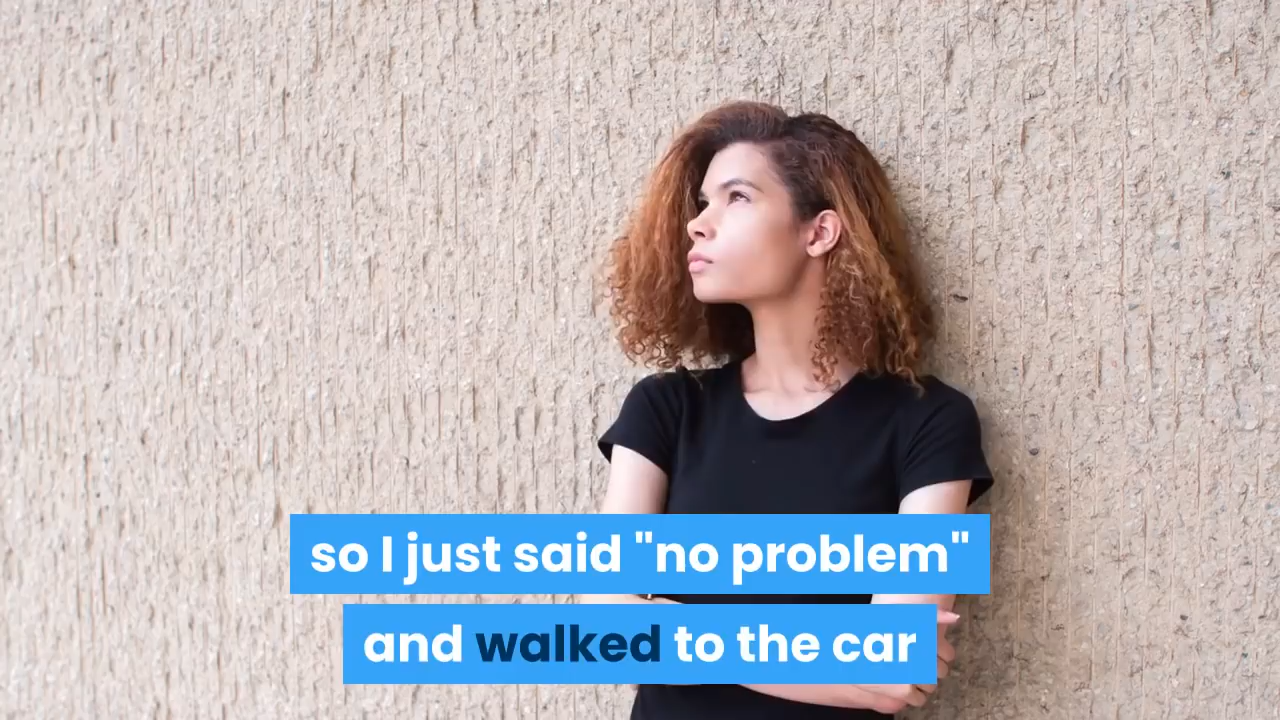 so I just said "no problem"
and walked to the car